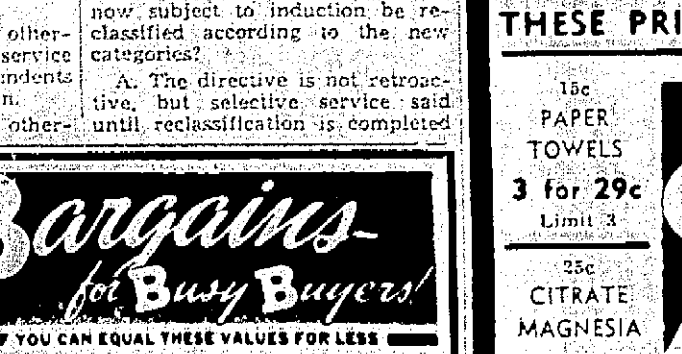 other-
service
ndents
n.
other-
now subject to induction be re-
classified according to the new
categories?
A. The directive is not retroac-
tive, but selective service said
until reclassification is completed
Bargains-
for Busy Buyers!
F YOU CAN EQUAL THESE VALUES FOR LESS
THESE PRI
15c
PAPER
TOWELS
3 for 29c
Limit 3
25c
CITRATE
MAGNESIA